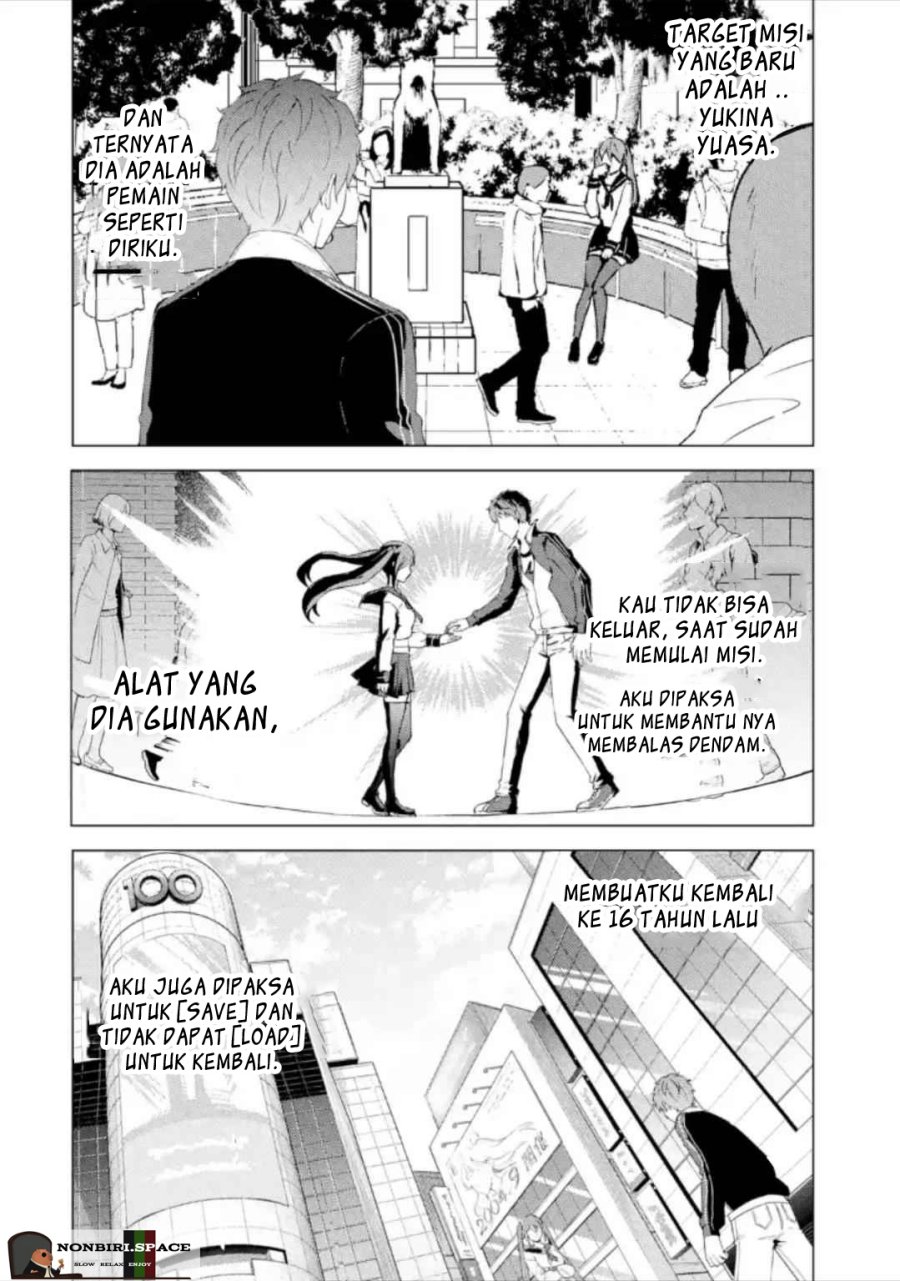 TARGET MISI
YANG BARU
ADALAH ..
YUKINA
YUASA.
DAN
TERNYATA
DIA ADALAH
PEMAIN
SEPERTI
DIRIKU.
KAU TIDAK BISA
KELUAR, SAAT SUDAH
MEMULAI MISI.
AKU DIPAKSA
UNTUK MEMBANTU NYA
MEMBALAS DENDAM.
ALAT YANG
DIA GUNAKAN,
MEMBUATKU KEMBALI
KE 16 TAHUN LALU
100
AKU JUGA DIPAKSA
UNTUK [SAVE] DAN
TIDAK DAPAT [LOAD]
UNTUK KEMBALI.
2004.9
NONBIRI.SPACE
SLOW RELAX ENJOY